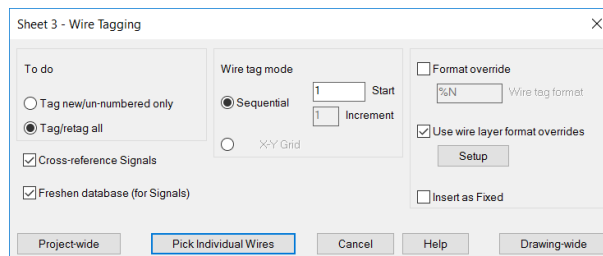 Sheet 3 - Wire Tagging
To do
Tag new/un-numbered only
Tag/retag all
Cross-reference Signals
Freshen database (for Signals)
Wire tag mode
Sequential
1 Start
1 Increment
X-Y Grid
Format override
%N Wire tag format
Use wire layer format overrides
Setup
Insert as Fixed
Project-wide Pick Individual Wires Cancel Help Drawing-wide